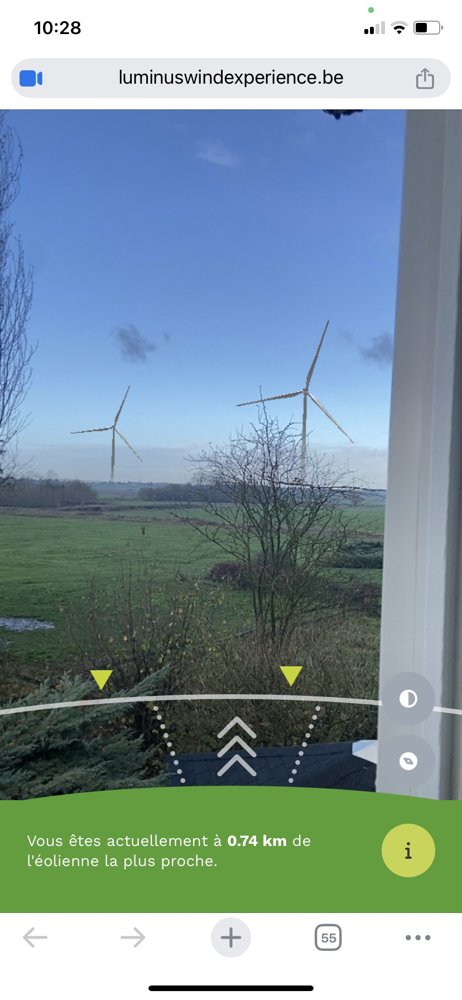 10:28
luminuswindexperience.be
Vous êtes actuellement à 0.74 km de
l'éolienne la plus proche.
i
55